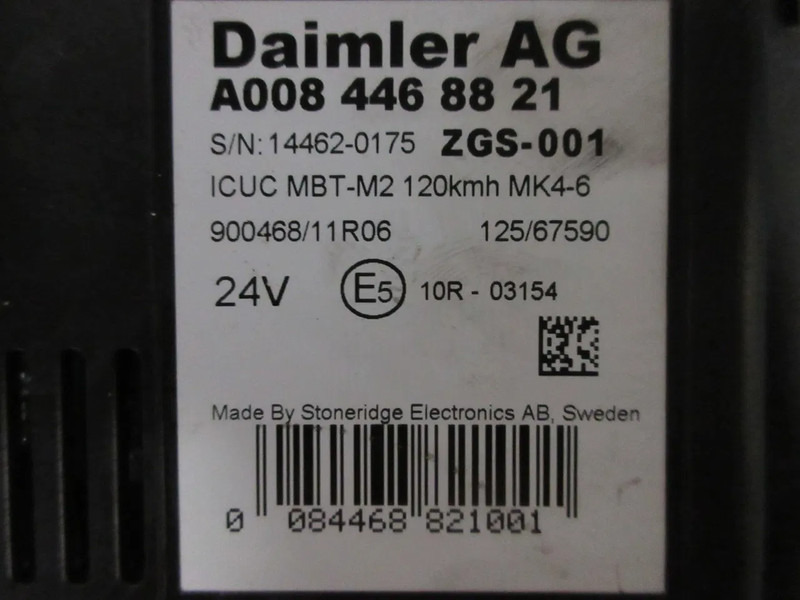 Daimler AG
A008 446 88 21
S/N: 14462-0175 ZGS-001
ICUC MBT-M2 120kmh MK4-6
900468/11R06 125/67590
24V E5 10R - 03154
Made By Stoneridge Electronics AB, Sweden
0 084468 821001